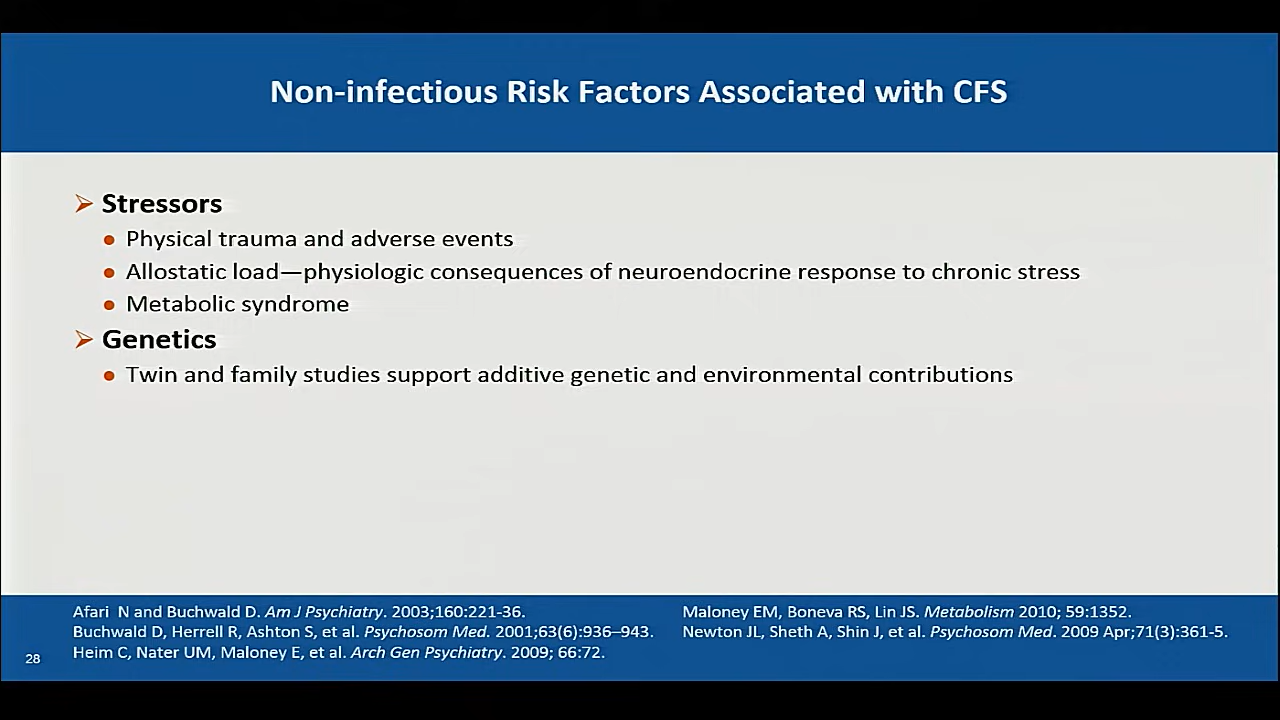 Non-infectious Risk Factors Associated with CFS
Stressors
Physical trauma and adverse events
Allostatic load—physiologic consequences of neuroendocrine response to chronic stress
Metabolic syndrome
Genetics
Twin and family studies support additive genetic and environmental contributions
Afari N and Buchwald D. Am J Psychiatry. 2003;160:221-36.
Buchwald D, Herrell R, Ashton S, et al. Psychosom Med. 2001;63(6):936–943.
Heim C, Nater UM, Maloney E, et al. Arch Gen Psychiatry. 2009; 66:72.
Maloney EM, Boneva RS, Lin JS. Metabolism 2010; 59:1352.
Newton JL, Sheth A, Shin J, et al. Psychosom Med. 2009 Apr;71(3):361-5.
28